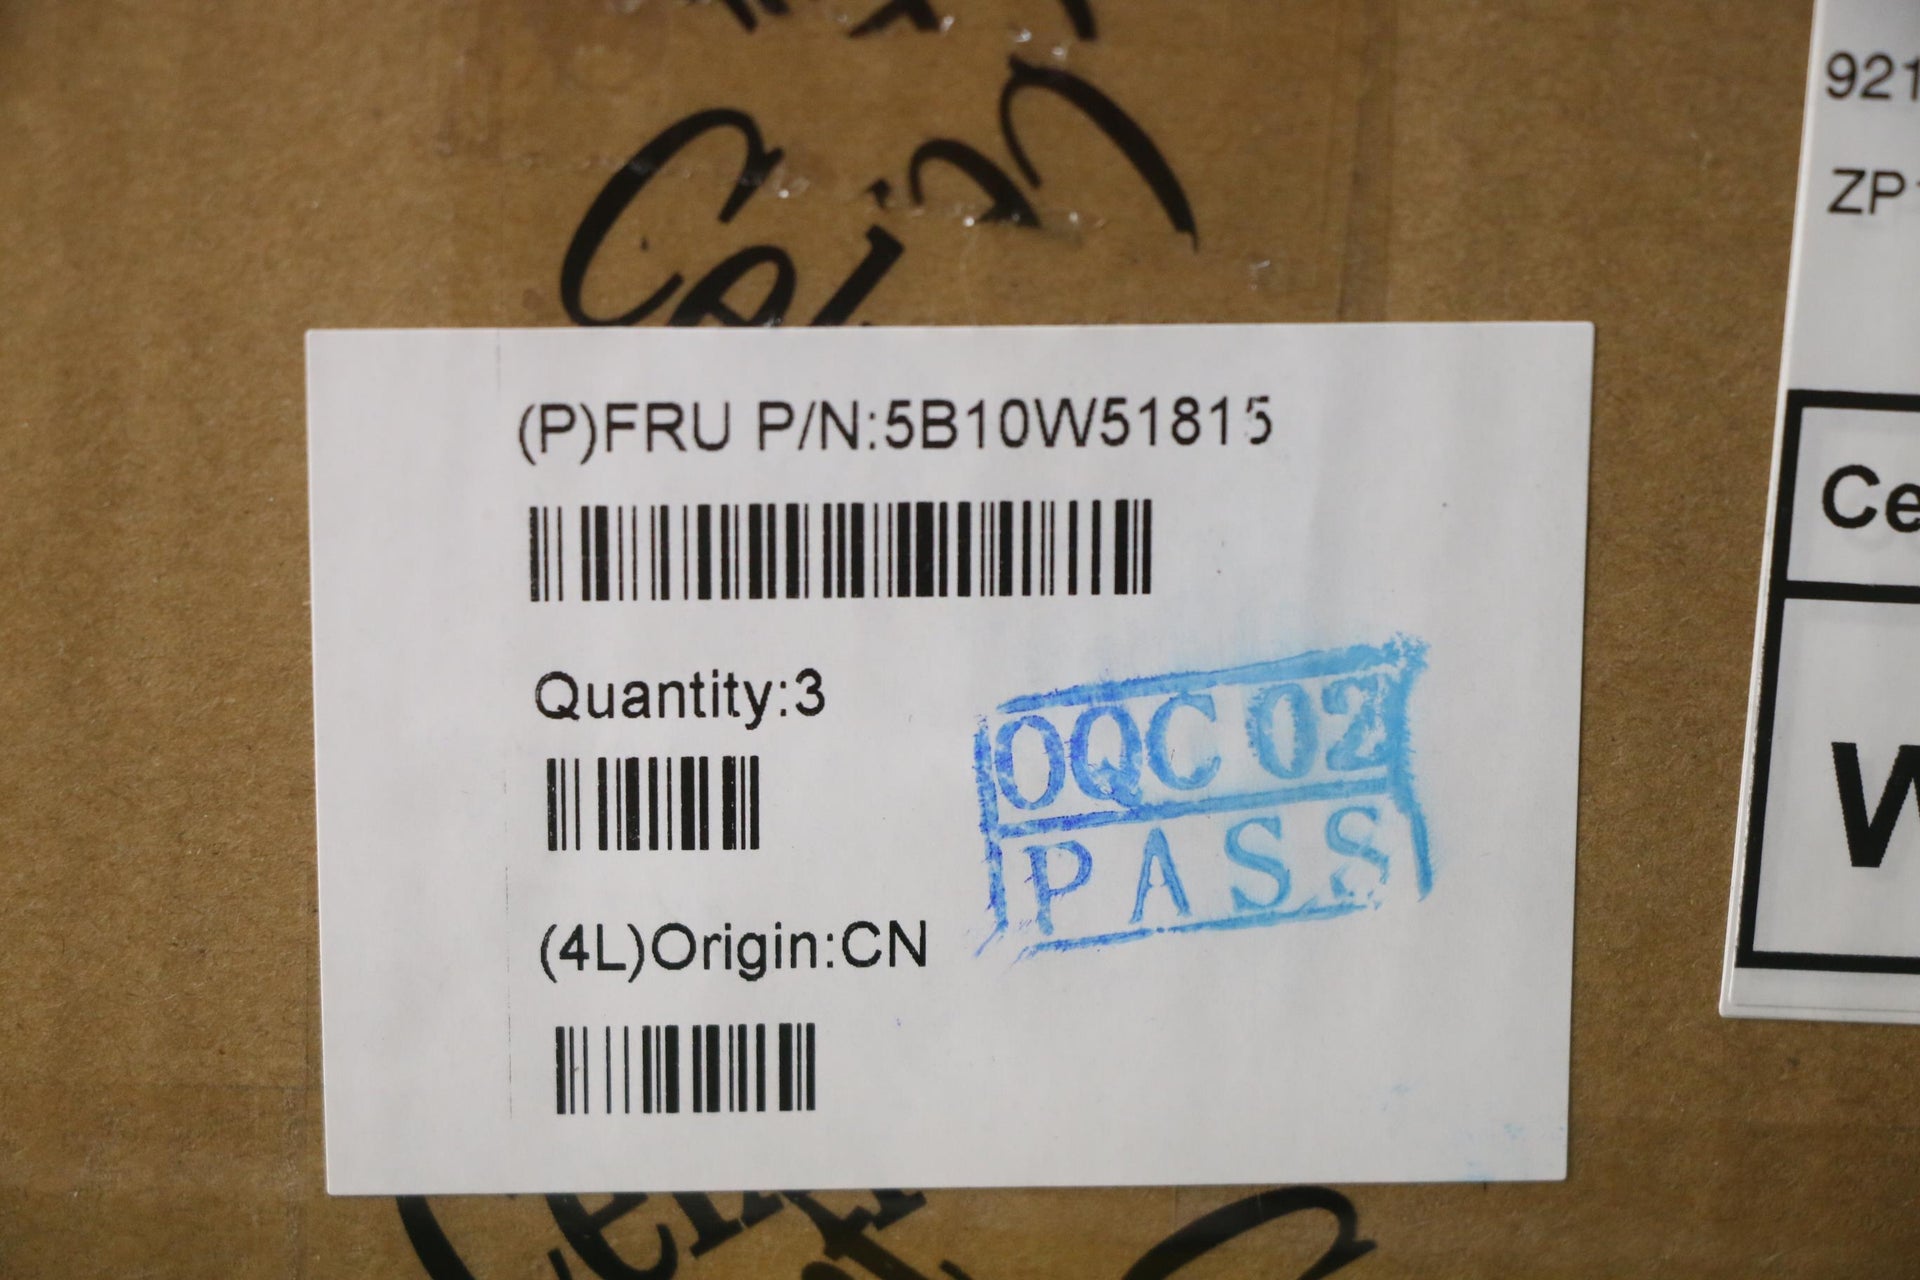 921
ZP
(P)FRU P/N:5B10W51815
Ce
Quantity:3
OQC 02
PASS
W
(4L)Origin:CN